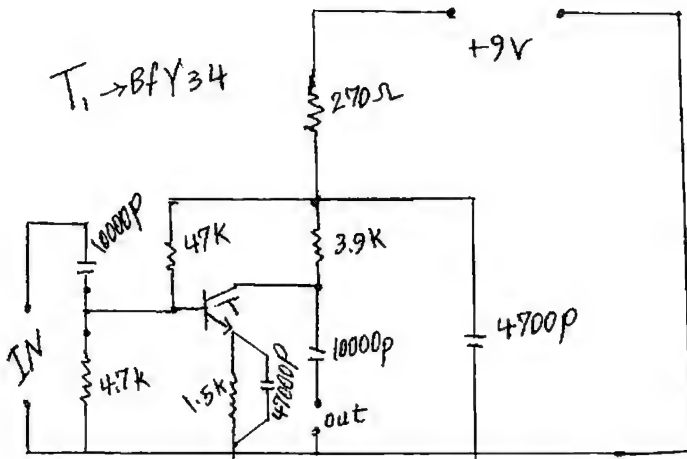 T₁ → BfY34
+9V
270Ω
10000p
47K
3.9K
IN
4.7K
T
1.5K
47000p
10000p
out
4700p